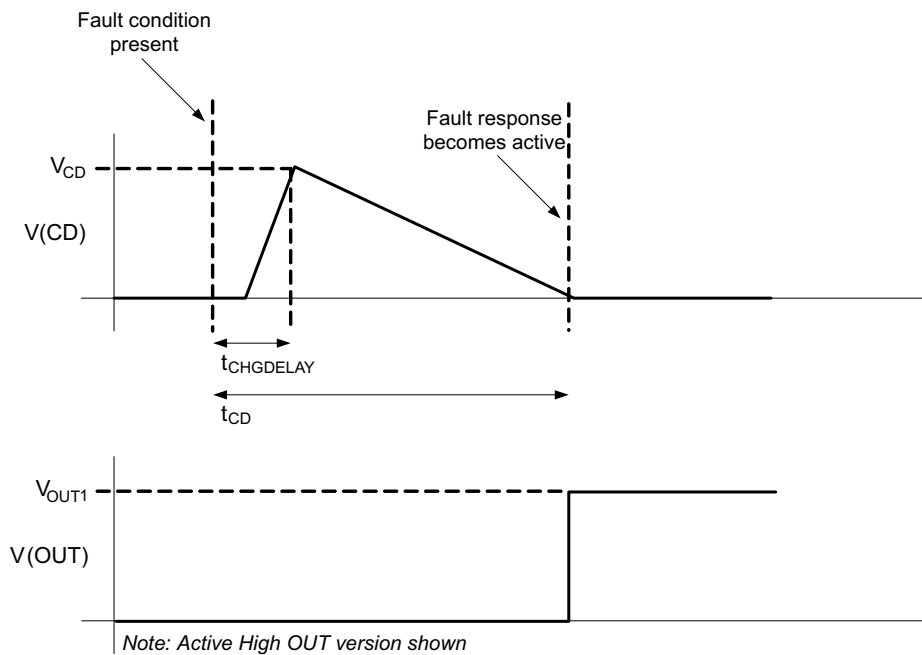 Fault condition
present
Fault response
becomes active
VCD
V(CD)
tCHGDELAY
tCD
VOUT1
V(OUT)
Note: Active High OUT version shown